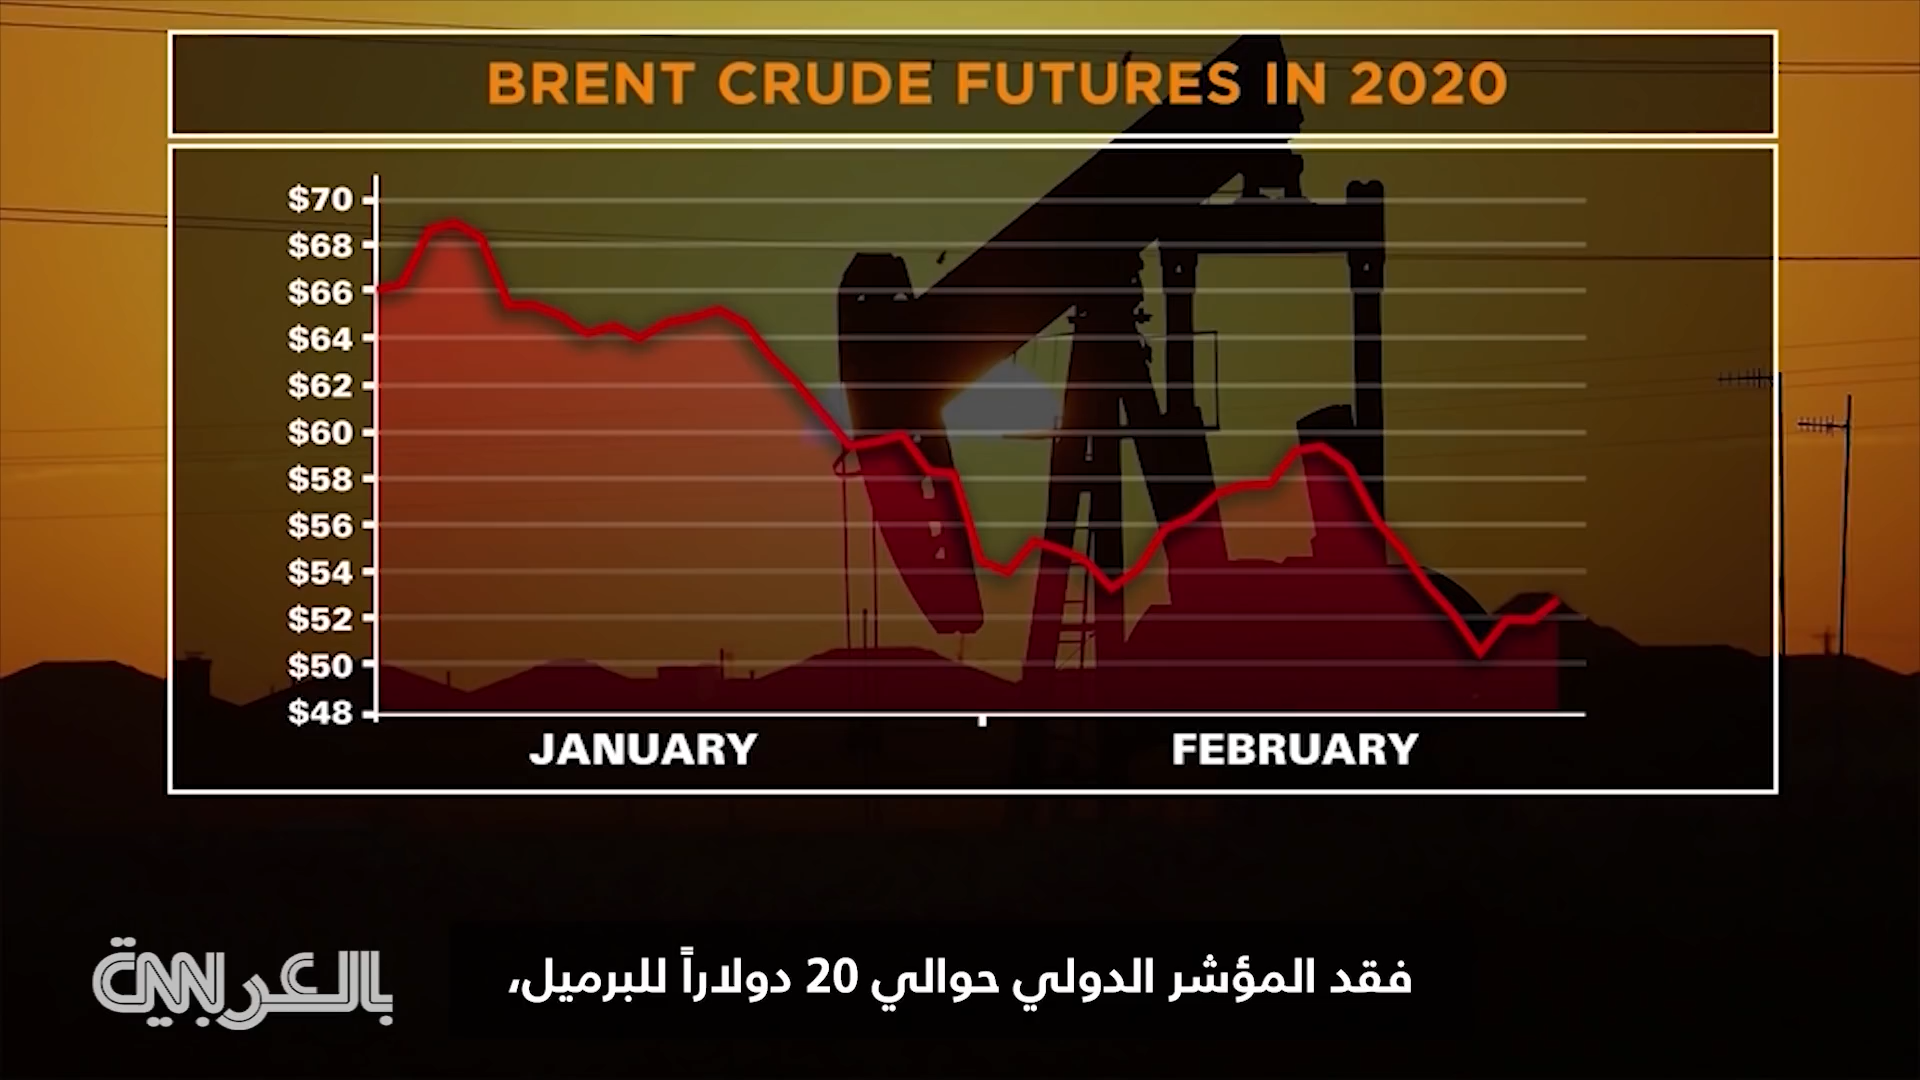 BRENT CRUDE FUTURES IN 2020
$70
$68
$66
$64
$62
$60
$58
$56
$54
$52
$50
$48
JANUARY
FEBRUARY
فقد المؤشر الدولي حوالي 20 دولاراً للبرميل،
CNN بالعربية